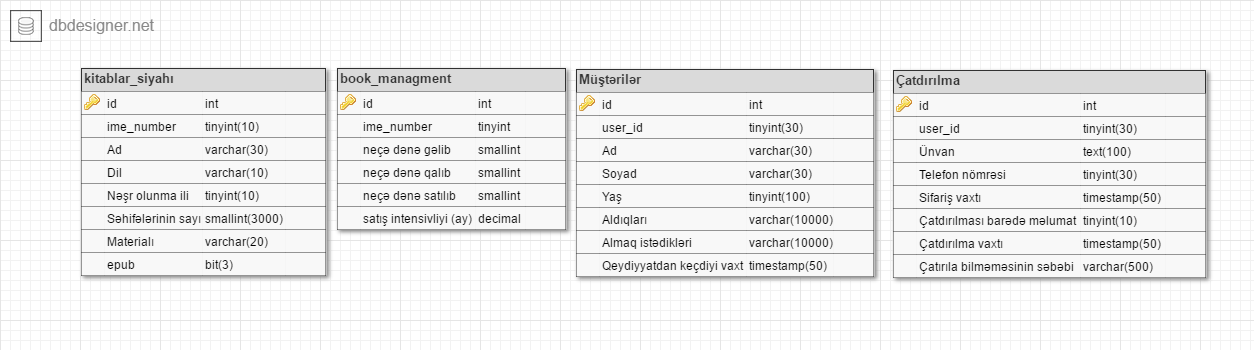 dbdesigner.net
kitablar_siyahı
id int
ime_number tinyint(10)
Ad varchar(30)
Dil varchar(10)
Nəşr olunma ili tinyint(10)
Səhifələrinin sayı smallint(3000)
Materialı varchar(20)
epub bit(3)
book_managment
id int
ime_number tinyint
neçə dənə gəlib smallint
neçə dənə qalıb smallint
neçə dənə satılıb smallint
satış intensivliyi (ay) decimal
Müştərilər
id int
user_id tinyint(30)
Ad varchar(30)
Soyad varchar(30)
Yaş tinyint(100)
Aldıqları varchar(10000)
Almaq istədikləri varchar(10000)
Qeydiyyatdan keçdiyi vaxt timestamp(50)
Çatdırılma
id int
user_id tinyint(30)
Ünvan text(100)
Telefon nömrəsi tinyint(30)
Sifariş vaxtı timestamp(50)
Çatdırılması barədə məlumat tinyint(10)
Çatdırılma vaxtı timestamp(50)
Çatırıla bilməməsinin səbəbi varchar(500)